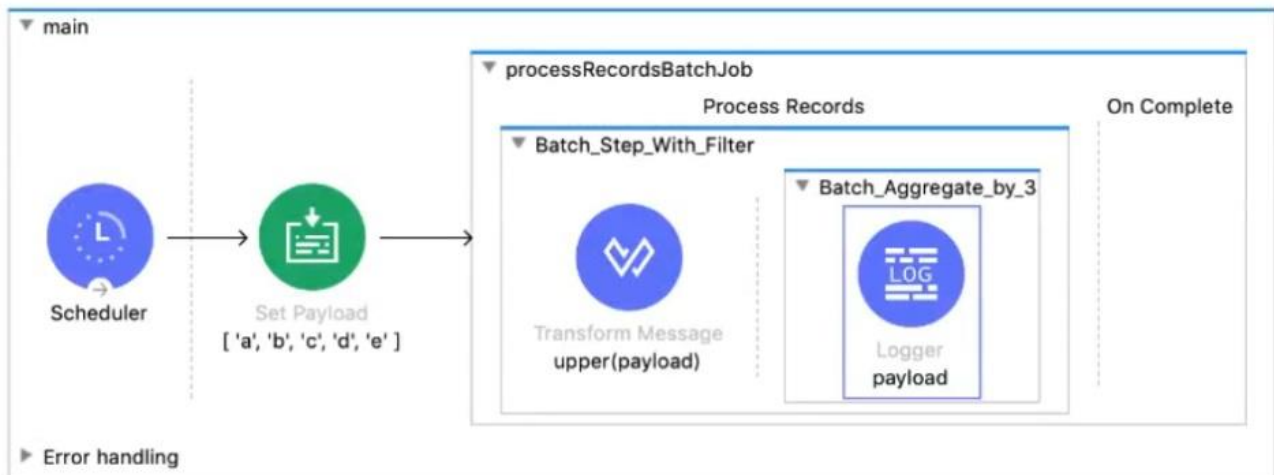 main
processRecordsBatchJob
Process Records
On Complete
Batch_Step_With_Filter
Batch_Aggregate_by_3
L
LOG
Scheduler
Set Payload
[ 'a', 'b', 'c', 'd', 'e' ]
Transform Message
upper(payload)
Logger
payload
Error handling